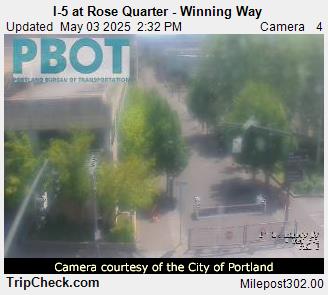 I-5 at Rose Quarter - Winning Way
Updated May 03 2025 2:32 PM Camera 4
PBOT
PORTLAND BUREAU OF TRANSPORTATION
Camera courtesy of the City of Portland
TripCheck.com Milepost302.00